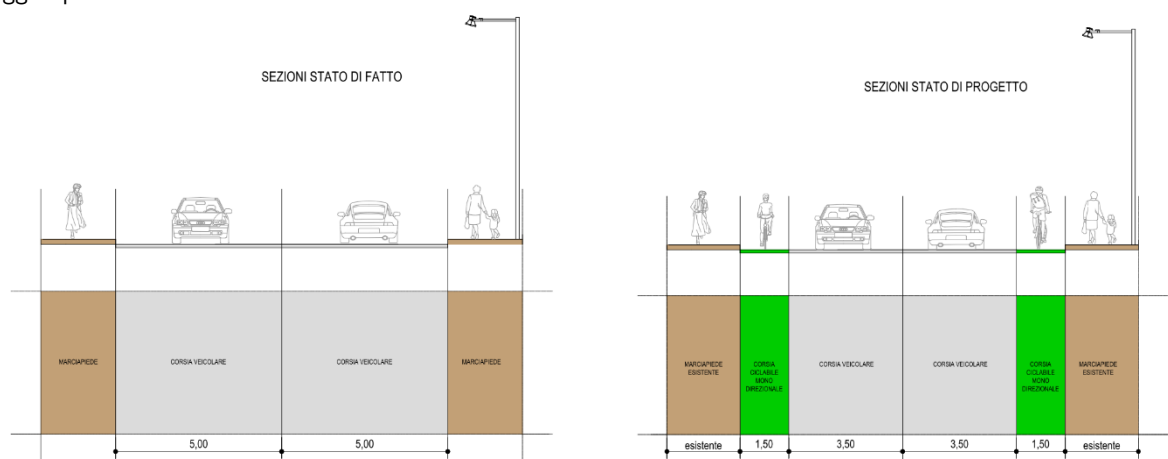 SEZIONI STATO DI FATTO
MARCIAPIEDE
CORSIA VEICOLARE
CORSIA VEICOLARE
MARCIAPIEDE
5,00
5,00
SEZIONI STATO DI PROGETTO
MARCIAPIEDE
ESISTENTE
CORSIA
CICLABILE
MONO
DIREZIONALE
CORSIA VEICOLARE
CORSIA VEICOLARE
CORSIA
CICLABILE
MONO
DIREZIONALE
MARCIAPIEDE
ESISTENTE
esistente
1,50
3,50
3,50
1,50
esistente